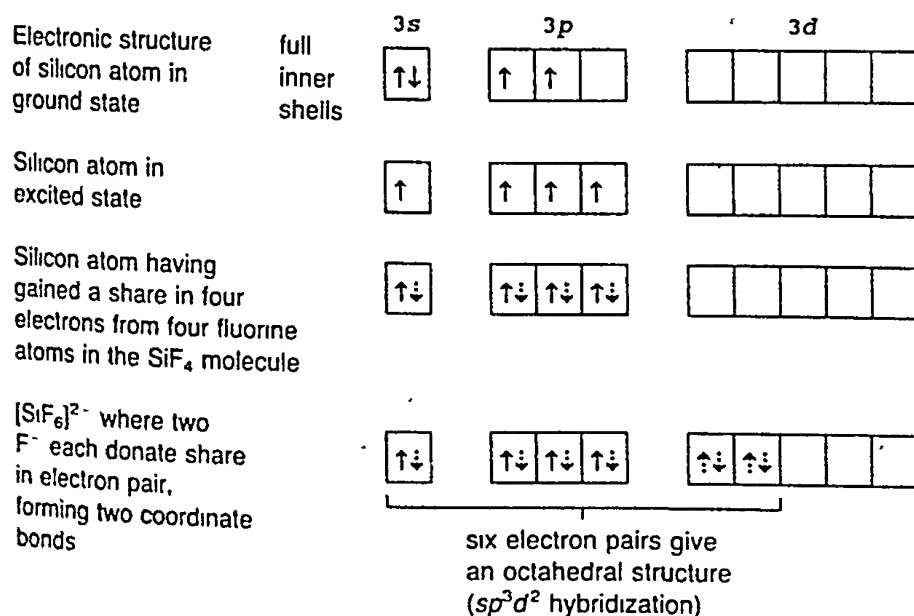 3s 3p 3d
Electronic structure
of silicon atom in
ground state
full
inner
shells
↑↓ ↑ ↑
Silicon atom in
excited state
↑ ↑ ↑ ↑
Silicon atom having
gained a share in four
electrons from four fluorine
atoms in the SiF₄ molecule
↑⇣ ↑⇣ ↑⇣ ↑⇣
[SiF₆]²⁻ where two
F⁻ each donate share
in electron pair,
forming two coordinate
bonds
↑⇣ ↑⇣ ↑⇣ ↑⇣ ⇡⇣ ⇡⇣
six electron pairs give
an octahedral structure
(sp³d² hybridization)